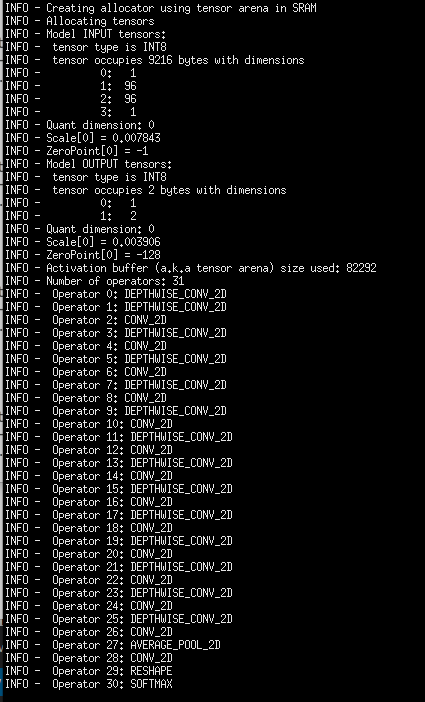 INFO - Creating allocator using tensor arena in SRAM
INFO - Allocating tensors
INFO - Model INPUT tensors:
INFO -  tensor type is INT8
INFO -  tensor occupies 9216 bytes with dimensions
INFO -          0:   1
INFO -          1:  96
INFO -          2:  96
INFO -          3:   1
INFO - Quant dimension: 0
INFO - Scale[0] = 0.007843
INFO - ZeroPoint[0] = -1
INFO - Model OUTPUT tensors:
INFO -  tensor type is INT8
INFO -  tensor occupies 2 bytes with dimensions
INFO -          0:   1
INFO -          1:   2
INFO - Quant dimension: 0
INFO - Scale[0] = 0.003906
INFO - ZeroPoint[0] = -128
INFO - Activation buffer (a.k.a tensor arena) size used: 82292
INFO - Number of operators: 31
INFO -  Operator 0: DEPTHWISE_CONV_2D
INFO -  Operator 1: DEPTHWISE_CONV_2D
INFO -  Operator 2: CONV_2D
INFO -  Operator 3: DEPTHWISE_CONV_2D
INFO -  Operator 4: CONV_2D
INFO -  Operator 5: DEPTHWISE_CONV_2D
INFO -  Operator 6: CONV_2D
INFO -  Operator 7: DEPTHWISE_CONV_2D
INFO -  Operator 8: CONV_2D
INFO -  Operator 9: DEPTHWISE_CONV_2D
INFO -  Operator 10: CONV_2D
INFO -  Operator 11: DEPTHWISE_CONV_2D
INFO -  Operator 12: CONV_2D
INFO -  Operator 13: DEPTHWISE_CONV_2D
INFO -  Operator 14: CONV_2D
INFO -  Operator 15: DEPTHWISE_CONV_2D
INFO -  Operator 16: CONV_2D
INFO -  Operator 17: DEPTHWISE_CONV_2D
INFO -  Operator 18: CONV_2D
INFO -  Operator 19: DEPTHWISE_CONV_2D
INFO -  Operator 20: CONV_2D
INFO -  Operator 21: DEPTHWISE_CONV_2D
INFO -  Operator 22: CONV_2D
INFO -  Operator 23: DEPTHWISE_CONV_2D
INFO -  Operator 24: CONV_2D
INFO -  Operator 25: DEPTHWISE_CONV_2D
INFO -  Operator 26: CONV_2D
INFO -  Operator 27: AVERAGE_POOL_2D
INFO -  Operator 28: CONV_2D
INFO -  Operator 29: RESHAPE
INFO -  Operator 30: SOFTMAX